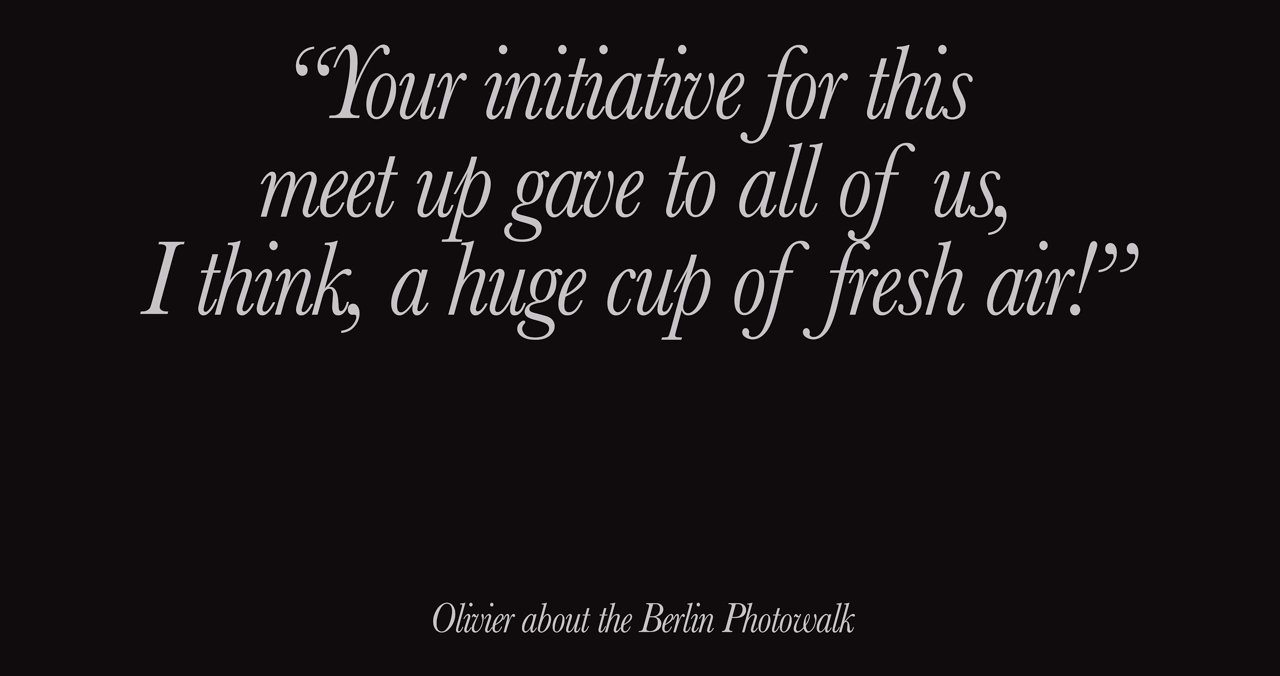 “Your initiative for this
meet up gave to all of us,
I think, a huge cup of fresh air!”
Olivier about the Berlin Photowalk